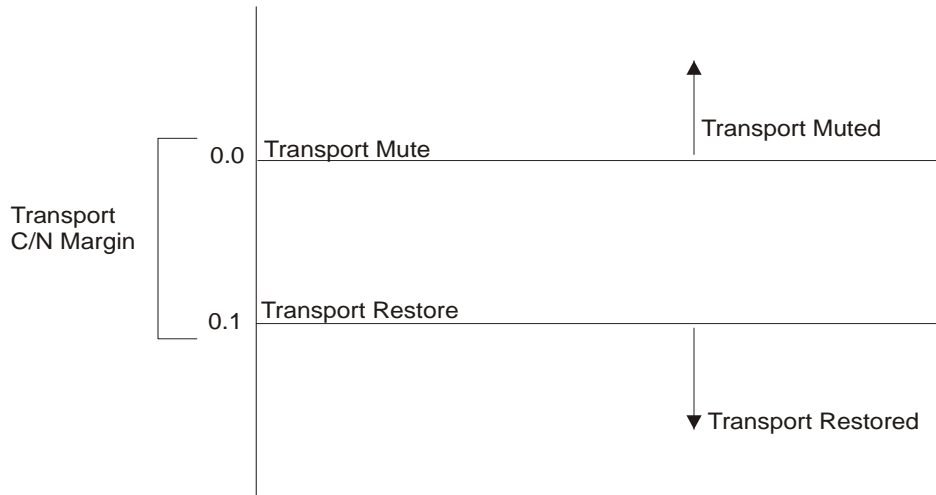 Transport Muted
0.0
Transport Mute
Transport
C/N Margin
0.1
Transport Restore
Transport Restored